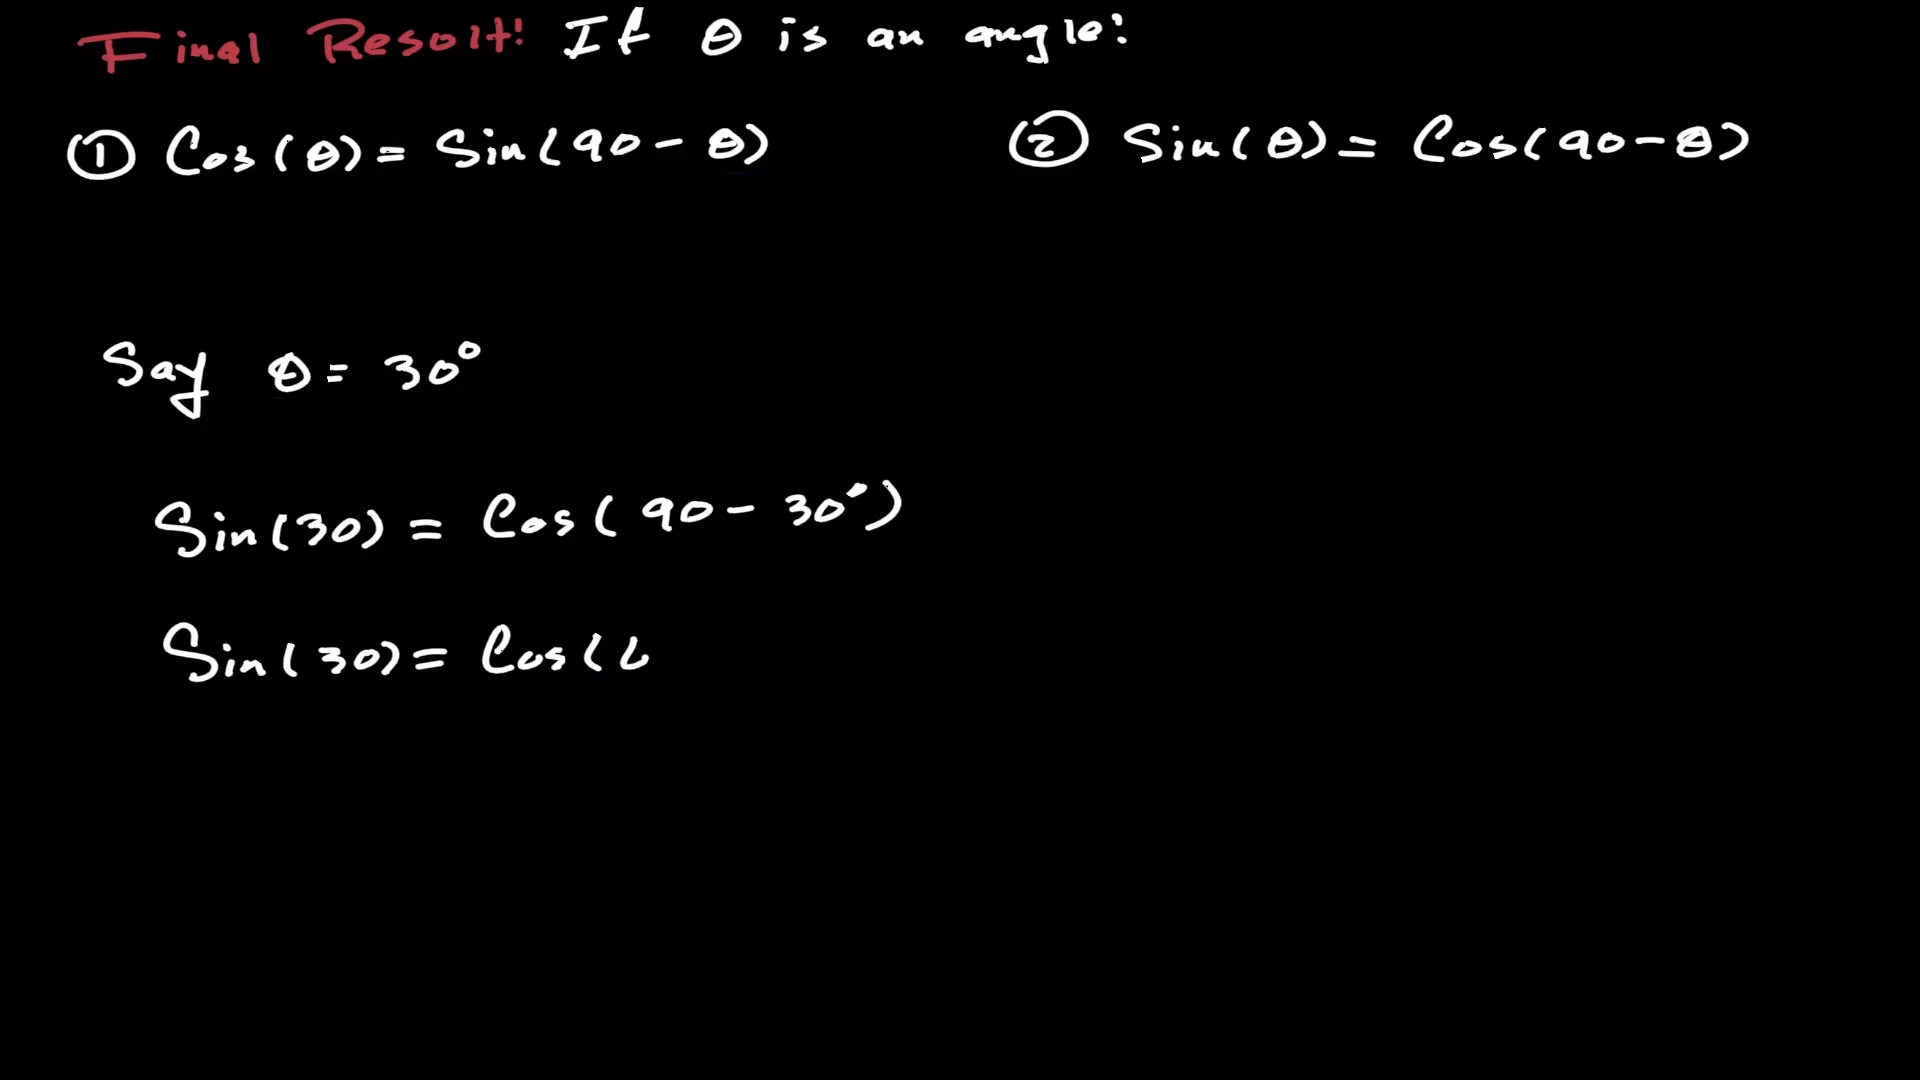 Final Result: If θ is an angle:
① Cos(θ) = Sin(90 - θ) ② Sin(θ) = Cos(90 - θ)
Say θ = 30°
Sin(30) = Cos(90 - 30°)
Sin(30) = Cos(